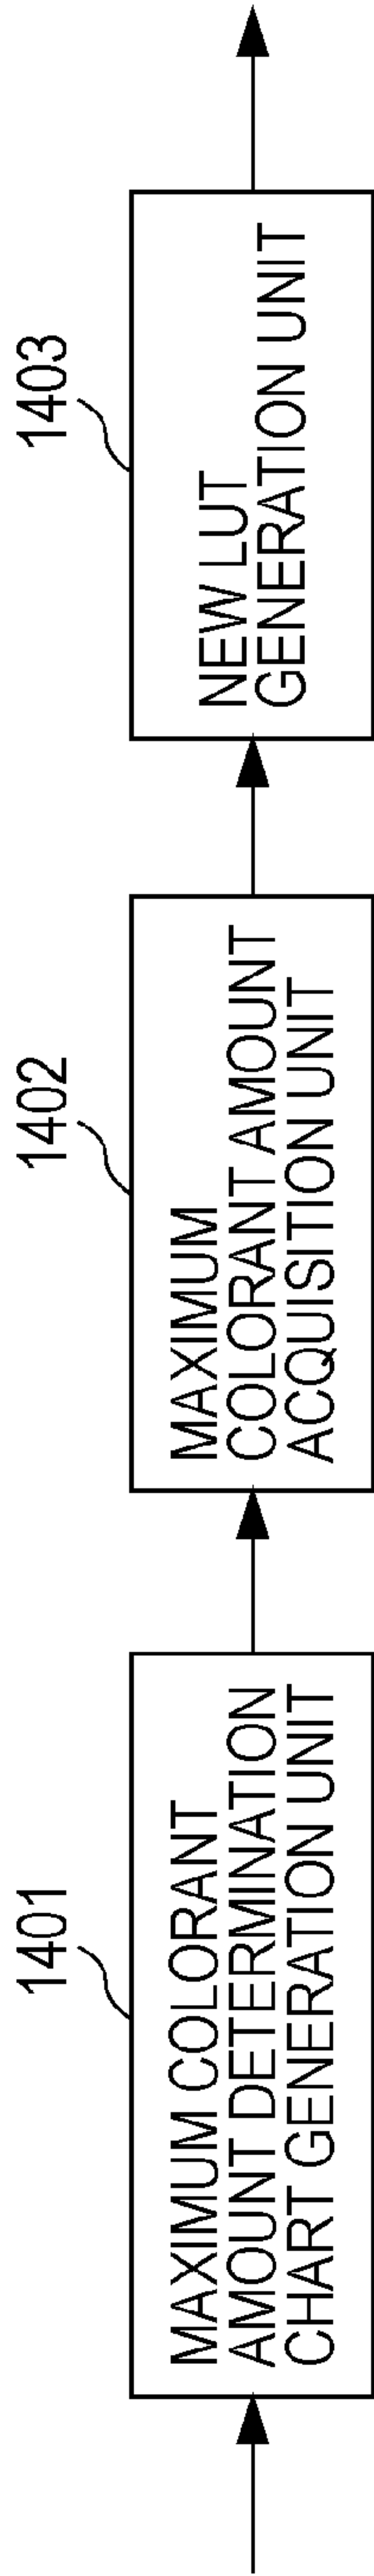 1401
MAXIMUM COLORANT
AMOUNT DETERMINATION
CHART GENERATION UNIT
1402
MAXIMUM
COLORANT AMOUNT
ACQUISITION UNIT
1403
NEW LUT
GENERATION UNIT